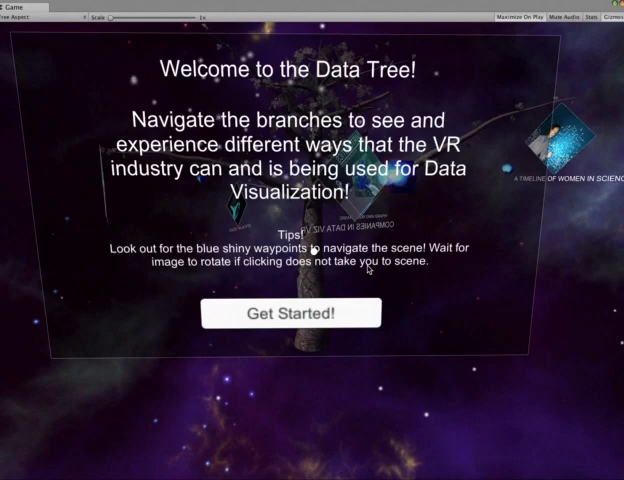 Game
Free Aspect
Scale
1x
Maximize On Play
Mute Audio
Stats
Gizmos
Welcome to the Data Tree!
Navigate the branches to see and
experience different ways that the VR
industry can and is being used for Data
Visualization!
A TIMELINE OF WOMEN IN SCIENC
COMPANIES IN DATA VIZ VR
Tips!
Look out for the blue shiny waypoints to navigate the scene! Wait for
image to rotate if clicking does not take you to scene.
Get Started!